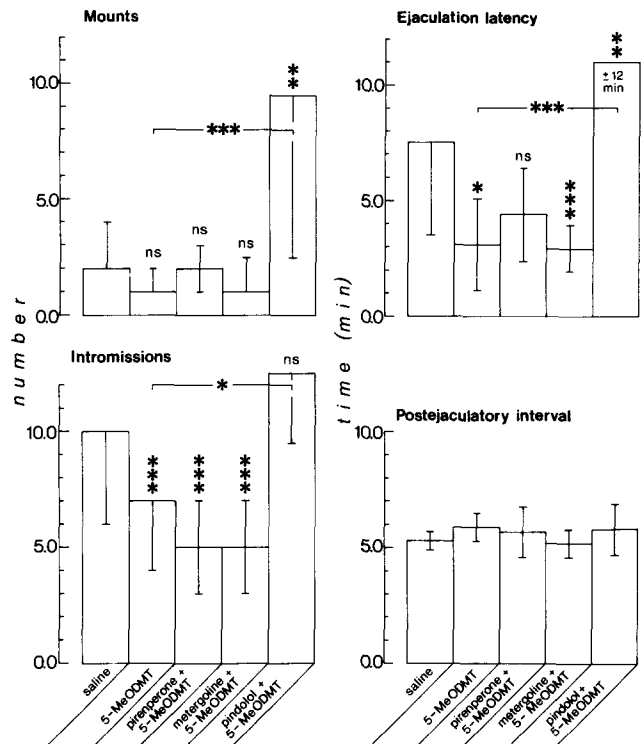 Mounts
**
10.0
***
5.0
ns
ns
ns
0.0
Ejaculation latency
**
10.0
± 12
min
***
ns
*
***
5.0
0.0
number
time (min)
Intromissions
ns
*
10.0
***
***
***
5.0
0.0
saline
5-MeODMT
pirenperone +
5-MeODMT
metergoline +
5-MeODMT
pindolol +
5-MeODMT
Postejaculatory interval
10.0
5.0
0.0
saline
5-MeODMT
pirenperone +
5-MeODMT
metergoline +
5-MeODMT
pindolol +
5-MeODMT